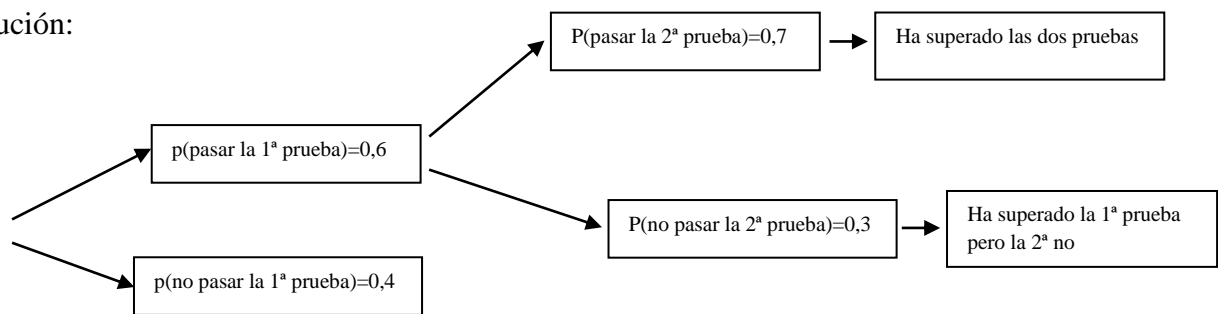 ución:
P(pasar la 2ª prueba)=0,7
Ha superado las dos pruebas
p(pasar la 1ª prueba)=0,6
P(no pasar la 2ª prueba)=0,3
Ha superado la 1ª prueba
pero la 2ª no
p(no pasar la 1ª prueba)=0,4